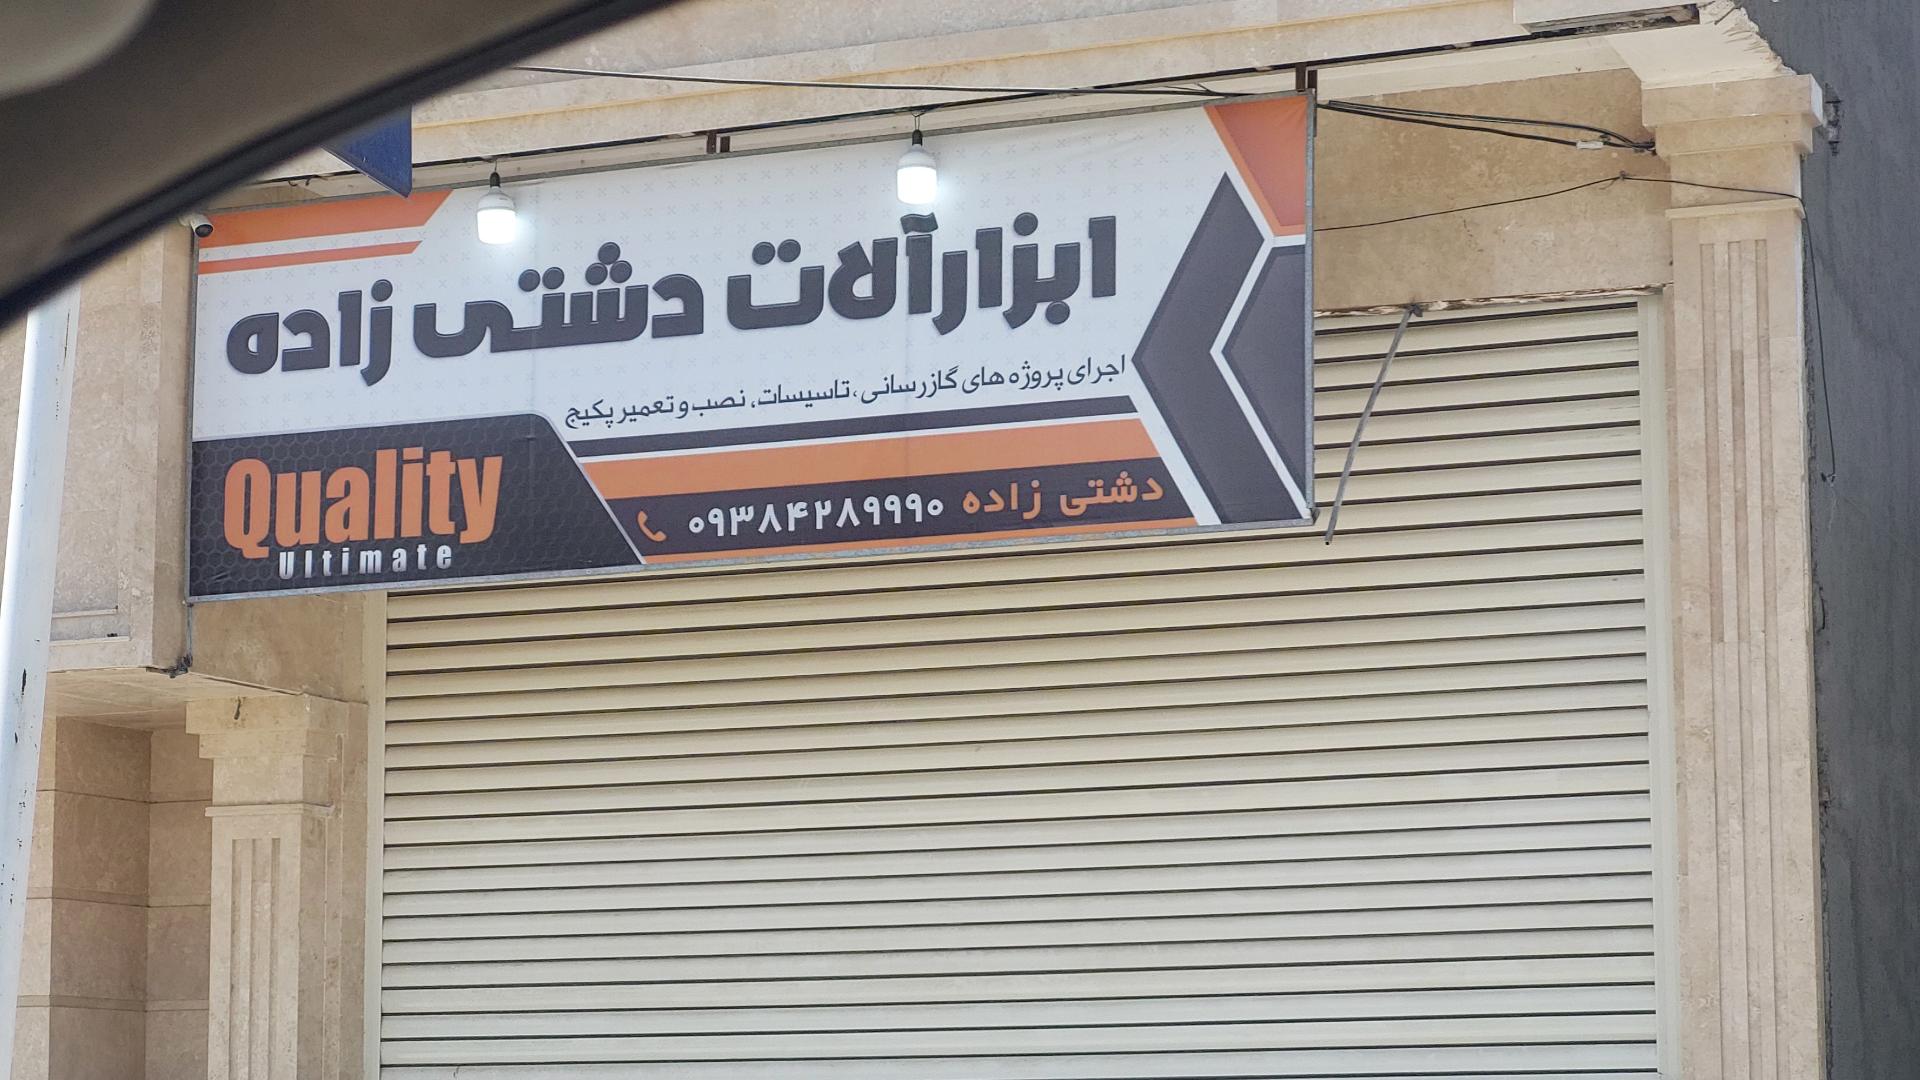 ابزارآلات دشتی زاده
اجرای پروژه های گازرسانی، تاسیسات، نصب و تعمیر پکیج
دشتی زاده ۰۹۳۸۴۲۸۹۹۹۰
Quality
Ultimate